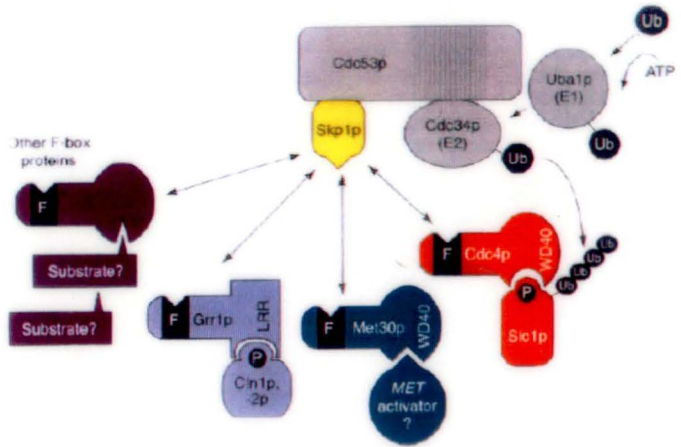 Ub
Cdc53p
Uba1p
(E1)
ATP
Skp1p
Cdc34p
(E2)
Ub
Ub
Other F-box
proteins
F
Substrate?
Substrate?
F
Grr1p
LRR
P
Cln1p,
-2p
F
Met30p
WD40
MET
activator
?
F
Cdc4p
WD40
P
Sic1p
Ub
Ub
Ub
Ub